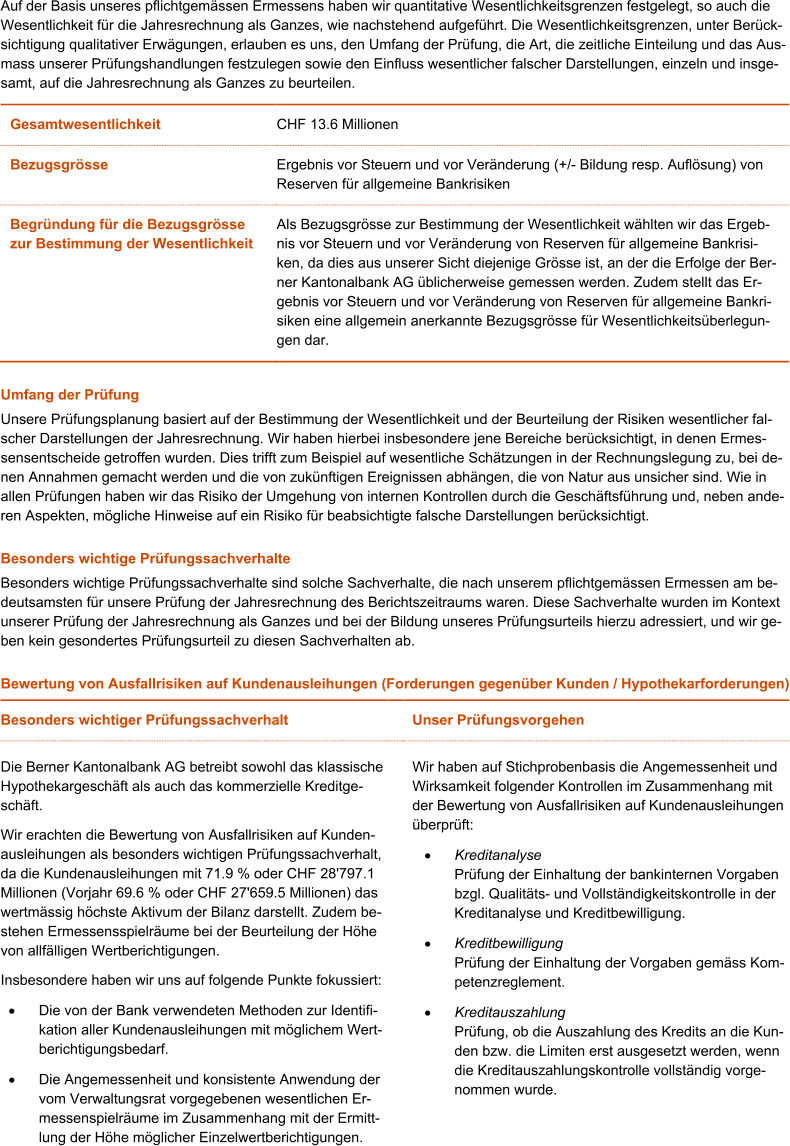 Auf der Basis unseres pflichtgemässen Ermessens haben wir quantitative Wesentlichkeitsgrenzen festgelegt, so auch die
Wesentlichkeit für die Jahresrechnung als Ganzes, wie nachstehend aufgeführt. Die Wesentlichkeitsgrenzen, unter Berück-
sichtigung qualitativer Erwägungen, erlauben es uns, den Umfang der Prüfung, die Art, die zeitliche Einteilung und das Aus-
mass unserer Prüfungshandlungen festzulegen sowie den Einfluss wesentlicher falscher Darstellungen, einzeln und insge-
samt, auf die Jahresrechnung als Ganzes zu beurteilen.
Gesamtwesentlichkeit
CHF 13.6 Millionen
Bezugsgrösse
Ergebnis vor Steuern und vor Veränderung (+/- Bildung resp. Auflösung) von
Reserven für allgemeine Bankrisiken
Begründung für die Bezugsgrösse
zur Bestimmung der Wesentlichkeit
Als Bezugsgrösse zur Bestimmung der Wesentlichkeit wählten wir das Ergeb-
nis vor Steuern und vor Veränderung von Reserven für allgemeine Bankrisi-
ken, da dies aus unserer Sicht diejenige Grösse ist, an der die Erfolge der Ber-
ner Kantonalbank AG üblicherweise gemessen werden. Zudem stellt das Er-
gebnis vor Steuern und vor Veränderung von Reserven für allgemeine Bankri-
siken eine allgemein anerkannte Bezugsgrösse für Wesentlichkeitsüberlegun-
gen dar.
Umfang der Prüfung
Unsere Prüfungsplanung basiert auf der Bestimmung der Wesentlichkeit und der Beurteilung der Risiken wesentlicher fal-
scher Darstellungen der Jahresrechnung. Wir haben hierbei insbesondere jene Bereiche berücksichtigt, in denen Ermes-
sensentscheide getroffen wurden. Dies trifft zum Beispiel auf wesentliche Schätzungen in der Rechnungslegung zu, bei de-
nen Annahmen gemacht werden und die von zukünftigen Ereignissen abhängen, die von Natur aus unsicher sind. Wie in
allen Prüfungen haben wir das Risiko der Umgehung von internen Kontrollen durch die Geschäftsführung und, neben ande-
ren Aspekten, mögliche Hinweise auf ein Risiko für beabsichtigte falsche Darstellungen berücksichtigt.
Besonders wichtige Prüfungssachverhalte
Besonders wichtige Prüfungssachverhalte sind solche Sachverhalte, die nach unserem pflichtgemässen Ermessen am be-
deutsamsten für unsere Prüfung der Jahresrechnung des Berichtszeitraums waren. Diese Sachverhalte wurden im Kontext
unserer Prüfung der Jahresrechnung als Ganzes und bei der Bildung unseres Prüfungsurteils hierzu adressiert, und wir ge-
ben kein gesondertes Prüfungsurteil zu diesen Sachverhalten ab.
Bewertung von Ausfallrisiken auf Kundenausleihungen (Forderungen gegenüber Kunden / Hypothekarforderungen)
Besonders wichtiger Prüfungssachverhalt
Die Berner Kantonalbank AG betreibt sowohl das klassische
Hypothekargeschäft als auch das kommerzielle Kreditge-
schäft.
Wir erachten die Bewertung von Ausfallrisiken auf Kunden-
ausleihungen als besonders wichtigen Prüfungssachverhalt,
da die Kundenausleihungen mit 71.9 % oder CHF 28'797.1
Millionen (Vorjahr 69.6 % oder CHF 27'659.5 Millionen) das
wertmässig höchste Aktivum der Bilanz darstellt. Zudem be-
stehen Ermessensspielräume bei der Beurteilung der Höhe
von allfälligen Wertberichtigungen.
Insbesondere haben wir uns auf folgende Punkte fokussiert:
• Die von der Bank verwendeten Methoden zur Identifi-
kation aller Kundenausleihungen mit möglichem Wert-
berichtigungsbedarf.
• Die Angemessenheit und konsistente Anwendung der
vom Verwaltungsrat vorgegebenen wesentlichen Er-
messenspielräume im Zusammenhang mit der Ermitt-
lung der Höhe möglicher Einzelwertberichtigungen.
Unser Prüfungsvorgehen
Wir haben auf Stichprobenbasis die Angemessenheit und
Wirksamkeit folgender Kontrollen im Zusammenhang mit
der Bewertung von Ausfallrisiken auf Kundenausleihungen
überprüft:
• Kreditanalyse
Prüfung der Einhaltung der bankinternen Vorgaben
bzgl. Qualitäts- und Vollständigkeitskontrolle in der
Kreditanalyse und Kreditbewilligung.
• Kreditbewilligung
Prüfung der Einhaltung der Vorgaben gemäss Kom-
petenzreglement.
• Kreditauszahlung
Prüfung, ob die Auszahlung des Kredits an die Kun-
den bzw. die Limiten erst ausgesetzt werden, wenn
die Kreditauszahlungskontrolle vollständig vorge-
nommen wurde.